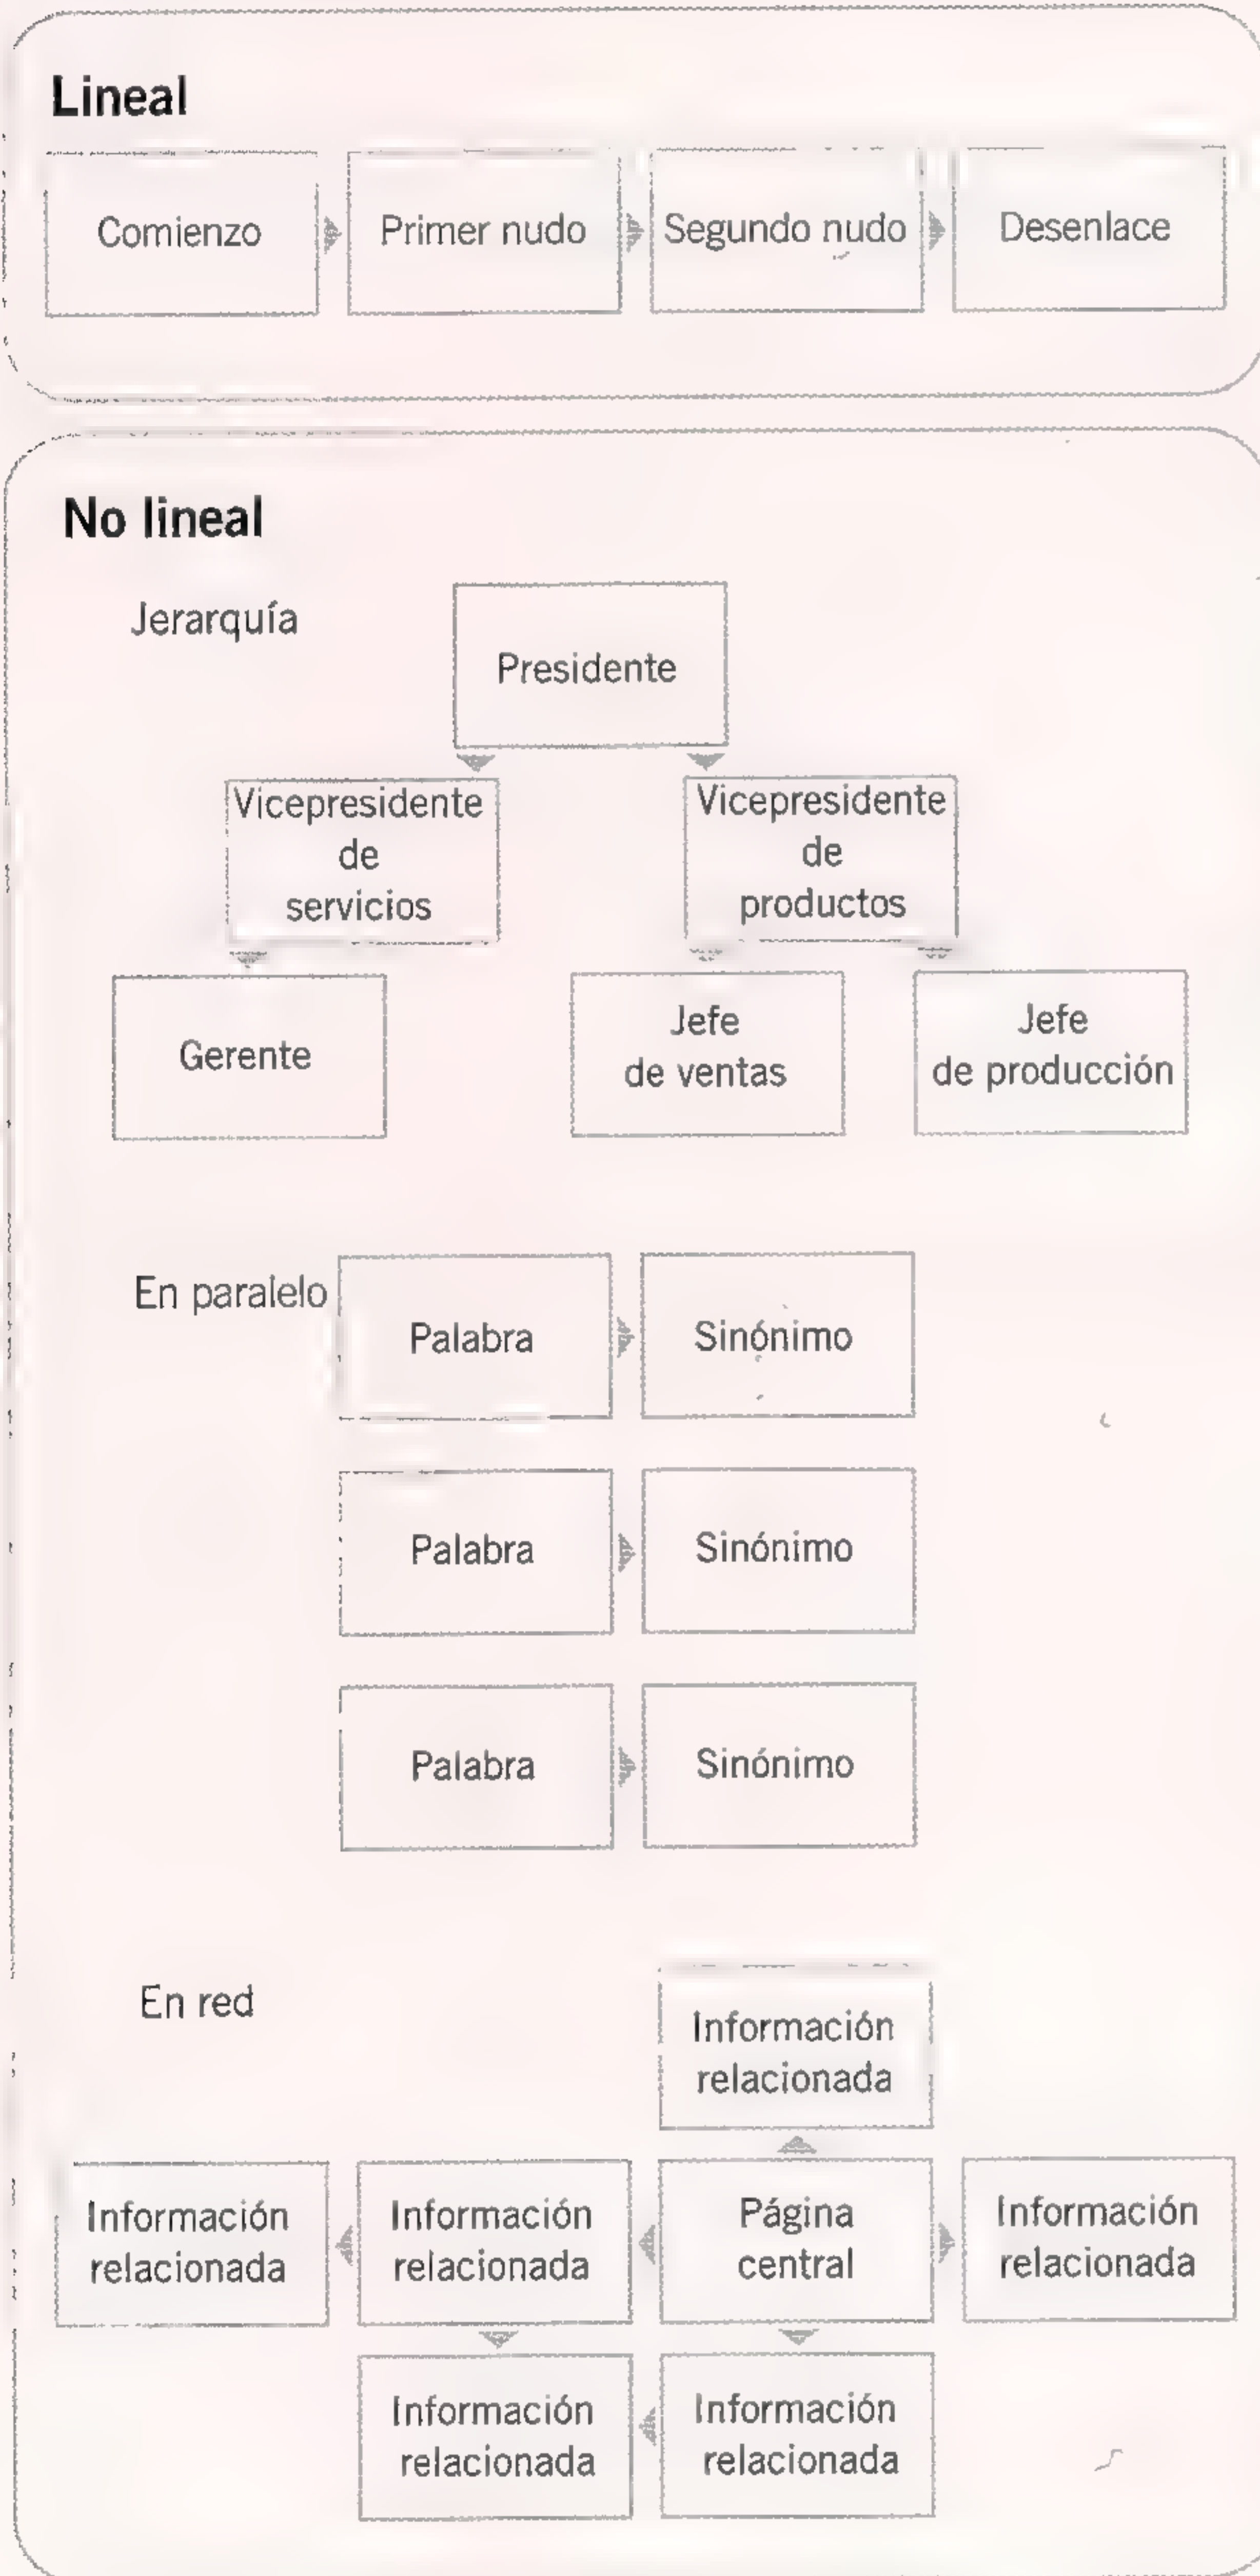 Lineal
Comienzo
Primer nudo
Segundo nudo
Desenlace
No lineal
Jerarquía
Presidente
Vicepresidente
de
servicios
Vicepresidente
de
productos
Gerente
Jefe
de ventas
Jefe
de producción
En paralelo
Palabra
Sinónimo
Palabra
Sinónimo
Palabra
Sinónimo
En red
Información
relacionada
Información
relacionada
Información
relacionada
Página
central
Información
relacionada
Información
relacionada
Información
relacionada